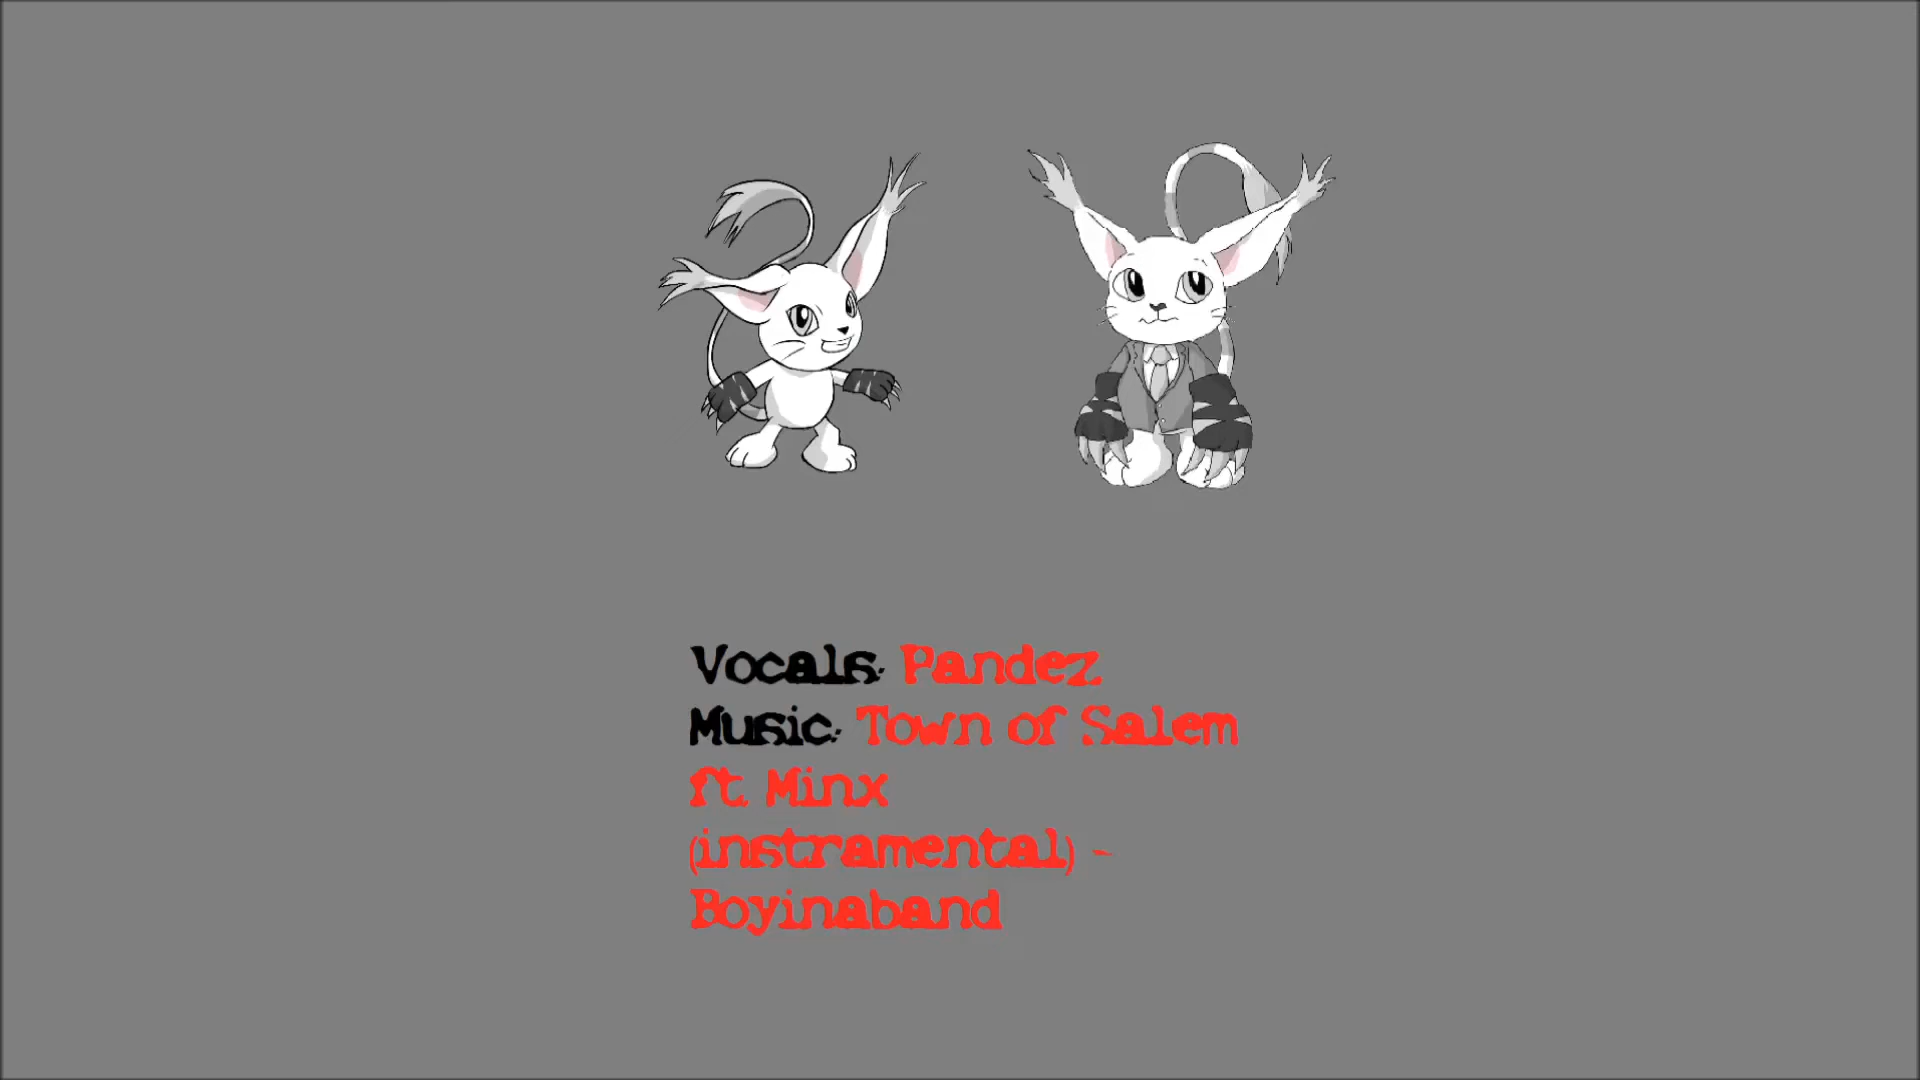 Vocals: Pandez
Music: Town of Salem
ft Minx
(instramental) -
Boyinaband